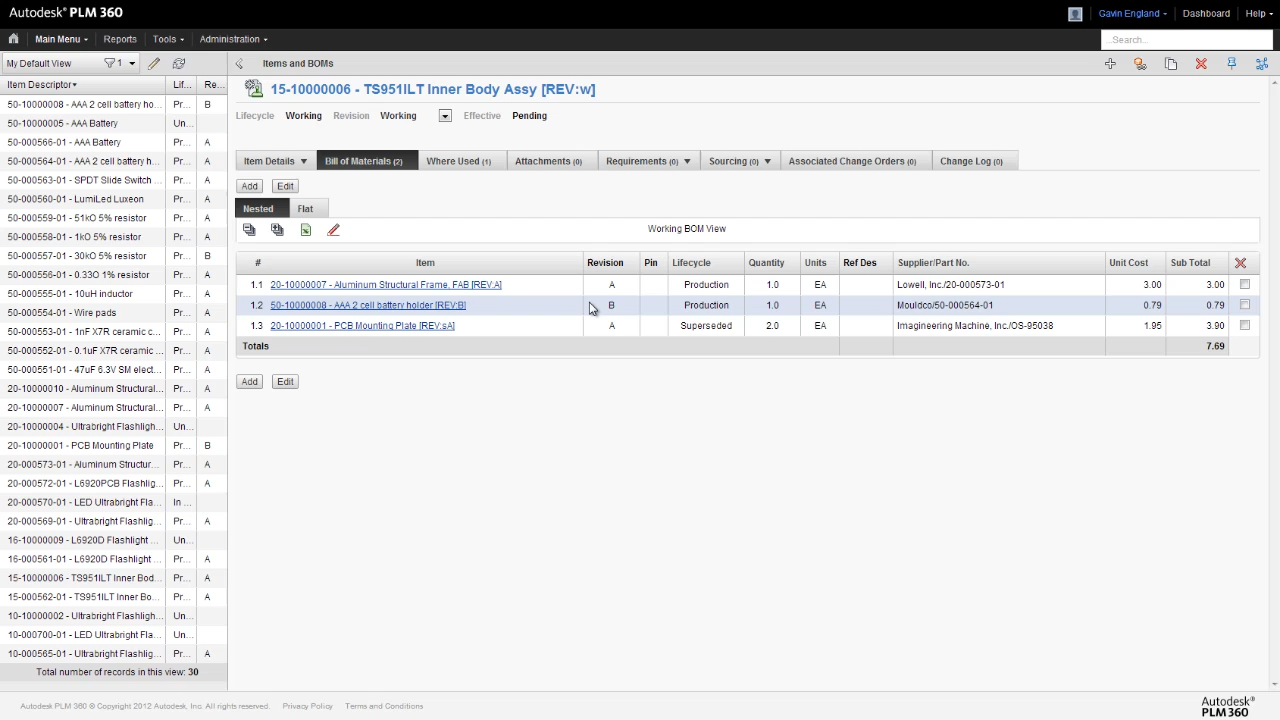 Autodesk® PLM 360
Gavin England Dashboard Help
Main Menu Reports Tools Administration
...Search...
My Default View 1
Items and BOMs
Item Descriptor Lif... Re...
50-10000008 - AAA 2 cell battery ho... Pr... B
50-10000005 - AAA Battery Un...
50-000566-01 - AAA Battery Pr... A
50-000564-01 - AAA 2 cell battery h... Pr... A
50-000563-01 - SPDT Slide Switch ... Pr... A
50-000560-01 - LumiLed Luxeon Pr... A
50-000559-01 - 51kO 5% resistor Pr... A
50-000558-01 - 1kO 5% resistor Pr... A
50-000557-01 - 30kO 5% resistor Pr... B
50-000556-01 - 0.33O 1% resistor Pr... A
50-000555-01 - 10uH inductor Pr... A
50-000554-01 - Wire pads Pr... A
50-000553-01 - 1nF X7R ceramic c... Pr... A
50-000552-01 - 0.1uF X7R ceramic ... Pr... A
50-000551-01 - 47uF 6.3V SM elect... Pr... A
20-10000010 - Aluminum Structural... Pr... A
20-10000007 - Aluminum Structural... Pr... A
20-10000004 - Ultrabright Flashligh... Un...
20-10000001 - PCB Mounting Plate Pr... B
20-000573-01 - Aluminum Structur... Pr... A
20-000572-01 - L6920PCB Flashlig... Pr... A
20-000570-01 - LED Ultrabright Fla... In ...
20-000569-01 - Ultrabright Flashlig... Pr... A
16-10000009 - L6920D Flashlight ... Un...
16-000561-01 - L6920D Flashlight ... Pr... A
15-10000006 - TS951ILT Inner Bod... Pr... A
15-000562-01 - TS951ILT Inner Bo... Pr... A
10-10000002 - Ultrabright Flashligh... Un...
10-000700-01 - LED Ultrabright Fla... Un...
10-000565-01 - Ultrabright Flashlig... Pr... A
Total number of records in this view: 30
15-10000006 - TS951ILT Inner Body Assy [REV:w]
Lifecycle Working Revision Working Effective Pending
Item Details Bill of Materials (2) Where Used (1) Attachments (0) Requirements (0) Sourcing (0) Associated Change Orders (0) Change Log (0)
Add Edit
Nested Flat
Working BOM View
# Item Revision Pin Lifecycle Quantity Units Ref Des Supplier/Part No. Unit Cost Sub Total
1.1 20-10000007 - Aluminum Structural Frame, FAB [REV:A] A Production 1.0 EA Lowell, Inc./20-000573-01 3.00 3.00
1.2 50-10000008 - AAA 2 cell battery holder [REV:B] B Production 1.0 EA Mouldco/50-000564-01 0.79 0.79
1.3 20-10000001 - PCB Mounting Plate [REV:sA] A Superseded 2.0 EA Imagineering Machine, Inc./OS-95038 1.95 3.90
Totals 7.69
Add Edit
Autodesk PLM 360 © Copyright 2012 Autodesk, Inc. All rights reserved. Privacy Policy Terms and Conditions
Autodesk®
PLM 360